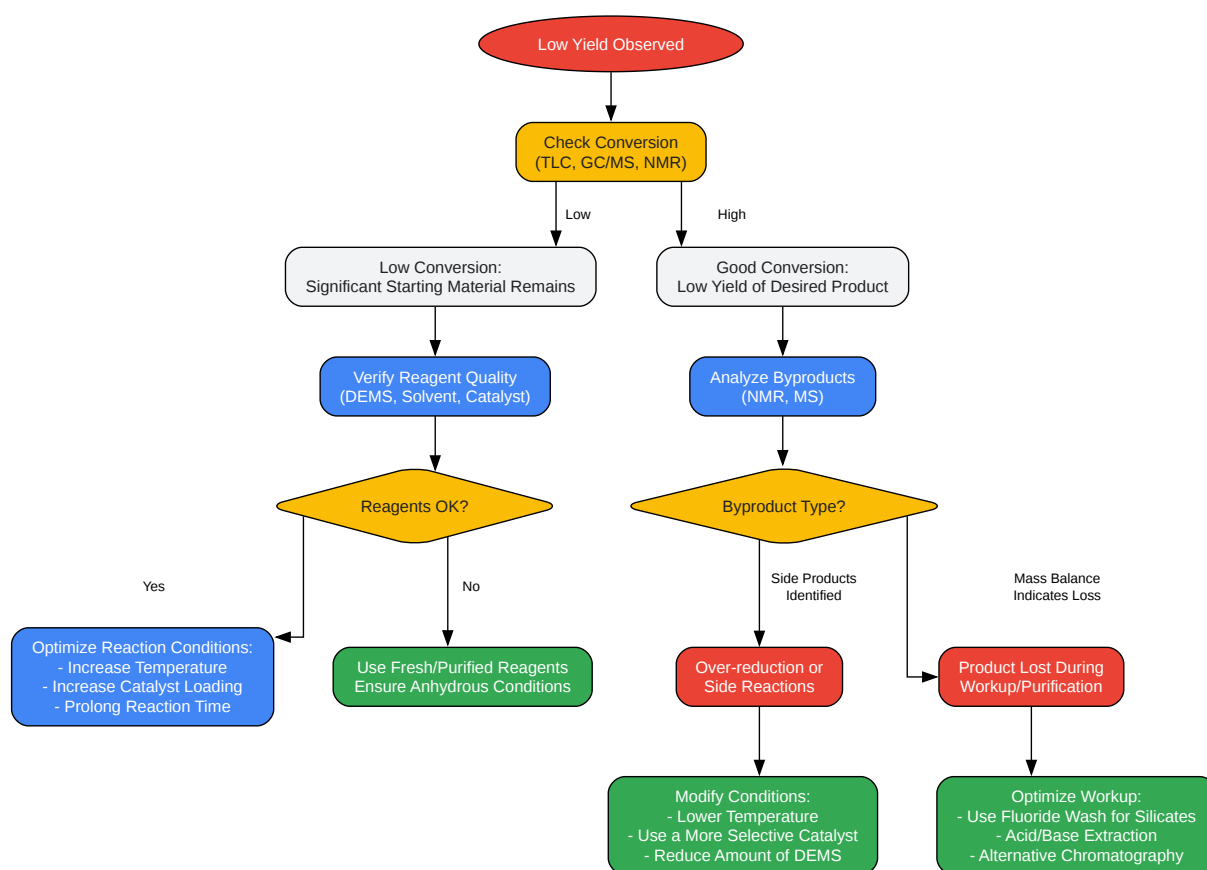 Low Yield Observed
Check Conversion
(TLC, GC/MS, NMR)
Low
High
Low Conversion:
Significant Starting Material Remains
Good Conversion:
Low Yield of Desired Product
Verify Reagent Quality
(DEMS, Solvent, Catalyst)
Analyze Byproducts
(NMR, MS)
Reagents OK?
Byproduct Type?
Yes
No
Side Products
Identified
Mass Balance
Indicates Loss
Optimize Reaction Conditions:
- Increase Temperature
- Increase Catalyst Loading
- Prolong Reaction Time
Use Fresh/Purified Reagents
Ensure Anhydrous Conditions
Over-reduction or
Side Reactions
Product Lost During
Workup/Purification
Modify Conditions:
- Lower Temperature
- Use a More Selective Catalyst
- Reduce Amount of DEMS
Optimize Workup:
- Use Fluoride Wash for Silicates
- Acid/Base Extraction
- Alternative Chromatography